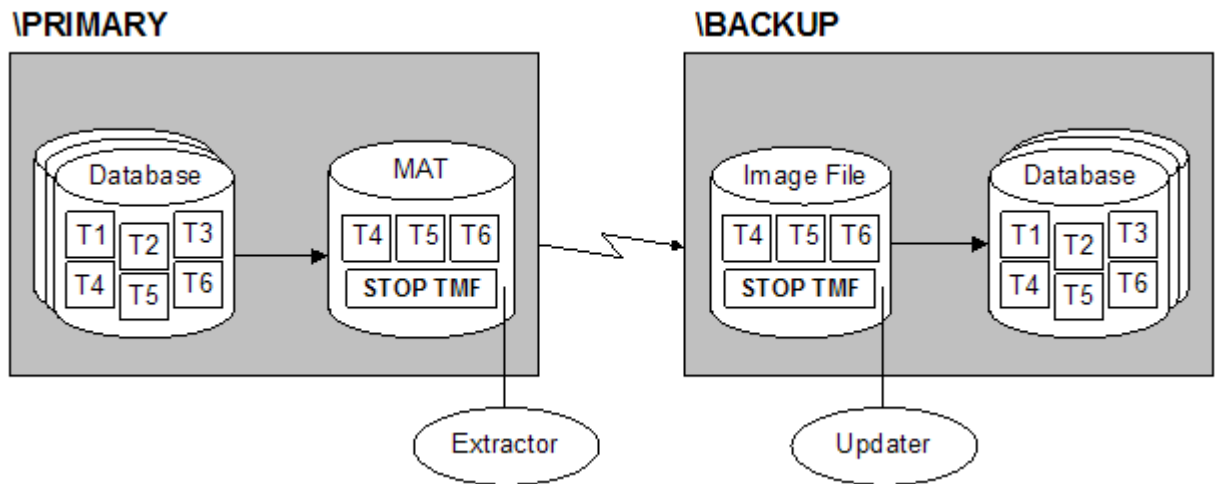 \PRIMARY
Database
T1 T2 T3
T4 T5 T6
MAT
T4 T5 T6
STOP TMF
Extractor
\BACKUP
Image File
T4 T5 T6
STOP TMF
Database
T1 T2 T3
T4 T5 T6
Updater